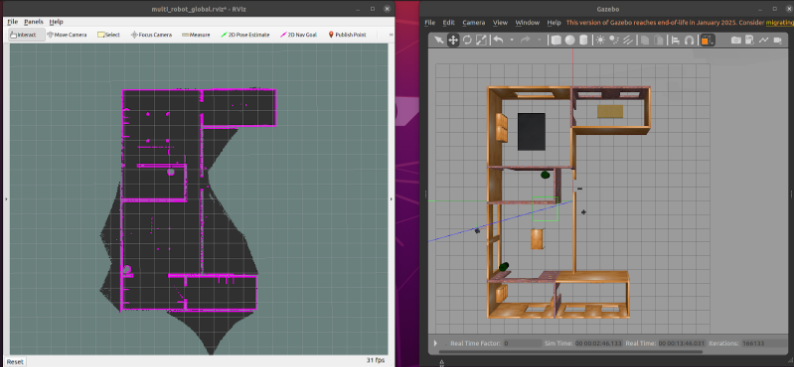 multi_robot_global.rviz* - RViz
File Panels Help
Interact Move Camera Select Focus Camera Measure 2D Pose Estimate 2D Nav Goal Publish Point
Reset
31 fps
Gazebo
File Edit Camera View Window Help This version of Gazebo reaches end-of-life in January 2025. Consider migrating
Real Time Factor: 0 Sim Time: 00 00:02:46.133 Real Time: 00 00:13:96.001 Iterations: 166133